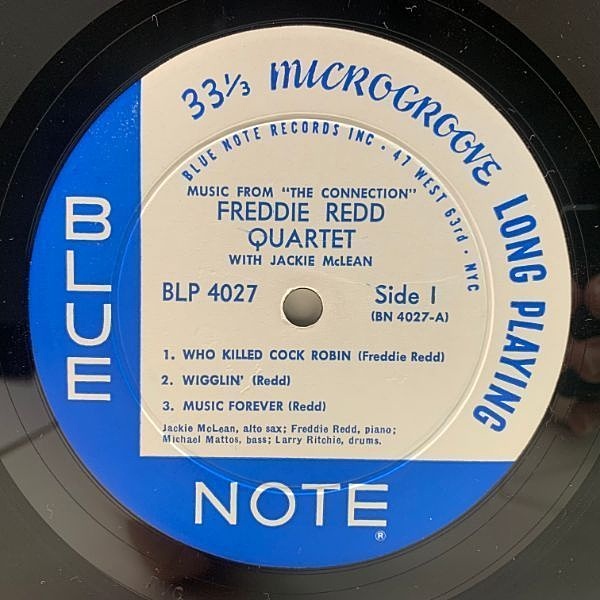 33⅓ MICROGROOVE LONG PLAYING
BLUE NOTE RECORDS INC • 47 WEST 63rd • NYC
MUSIC FROM "THE CONNECTION"
FREDDIE REDD
QUARTET
WITH JACKIE McLEAN
BLP 4027
Side 1
(BN 4027-A)
1. WHO KILLED COCK ROBIN (Freddie Redd)
2. WIGGLIN' (Redd)
3. MUSIC FOREVER (Redd)
Jackie McLean, alto sax; Freddie Redd, piano;
Michael Mattos, bass; Larry Ritchie, drums.
BLUE
NOTE
®